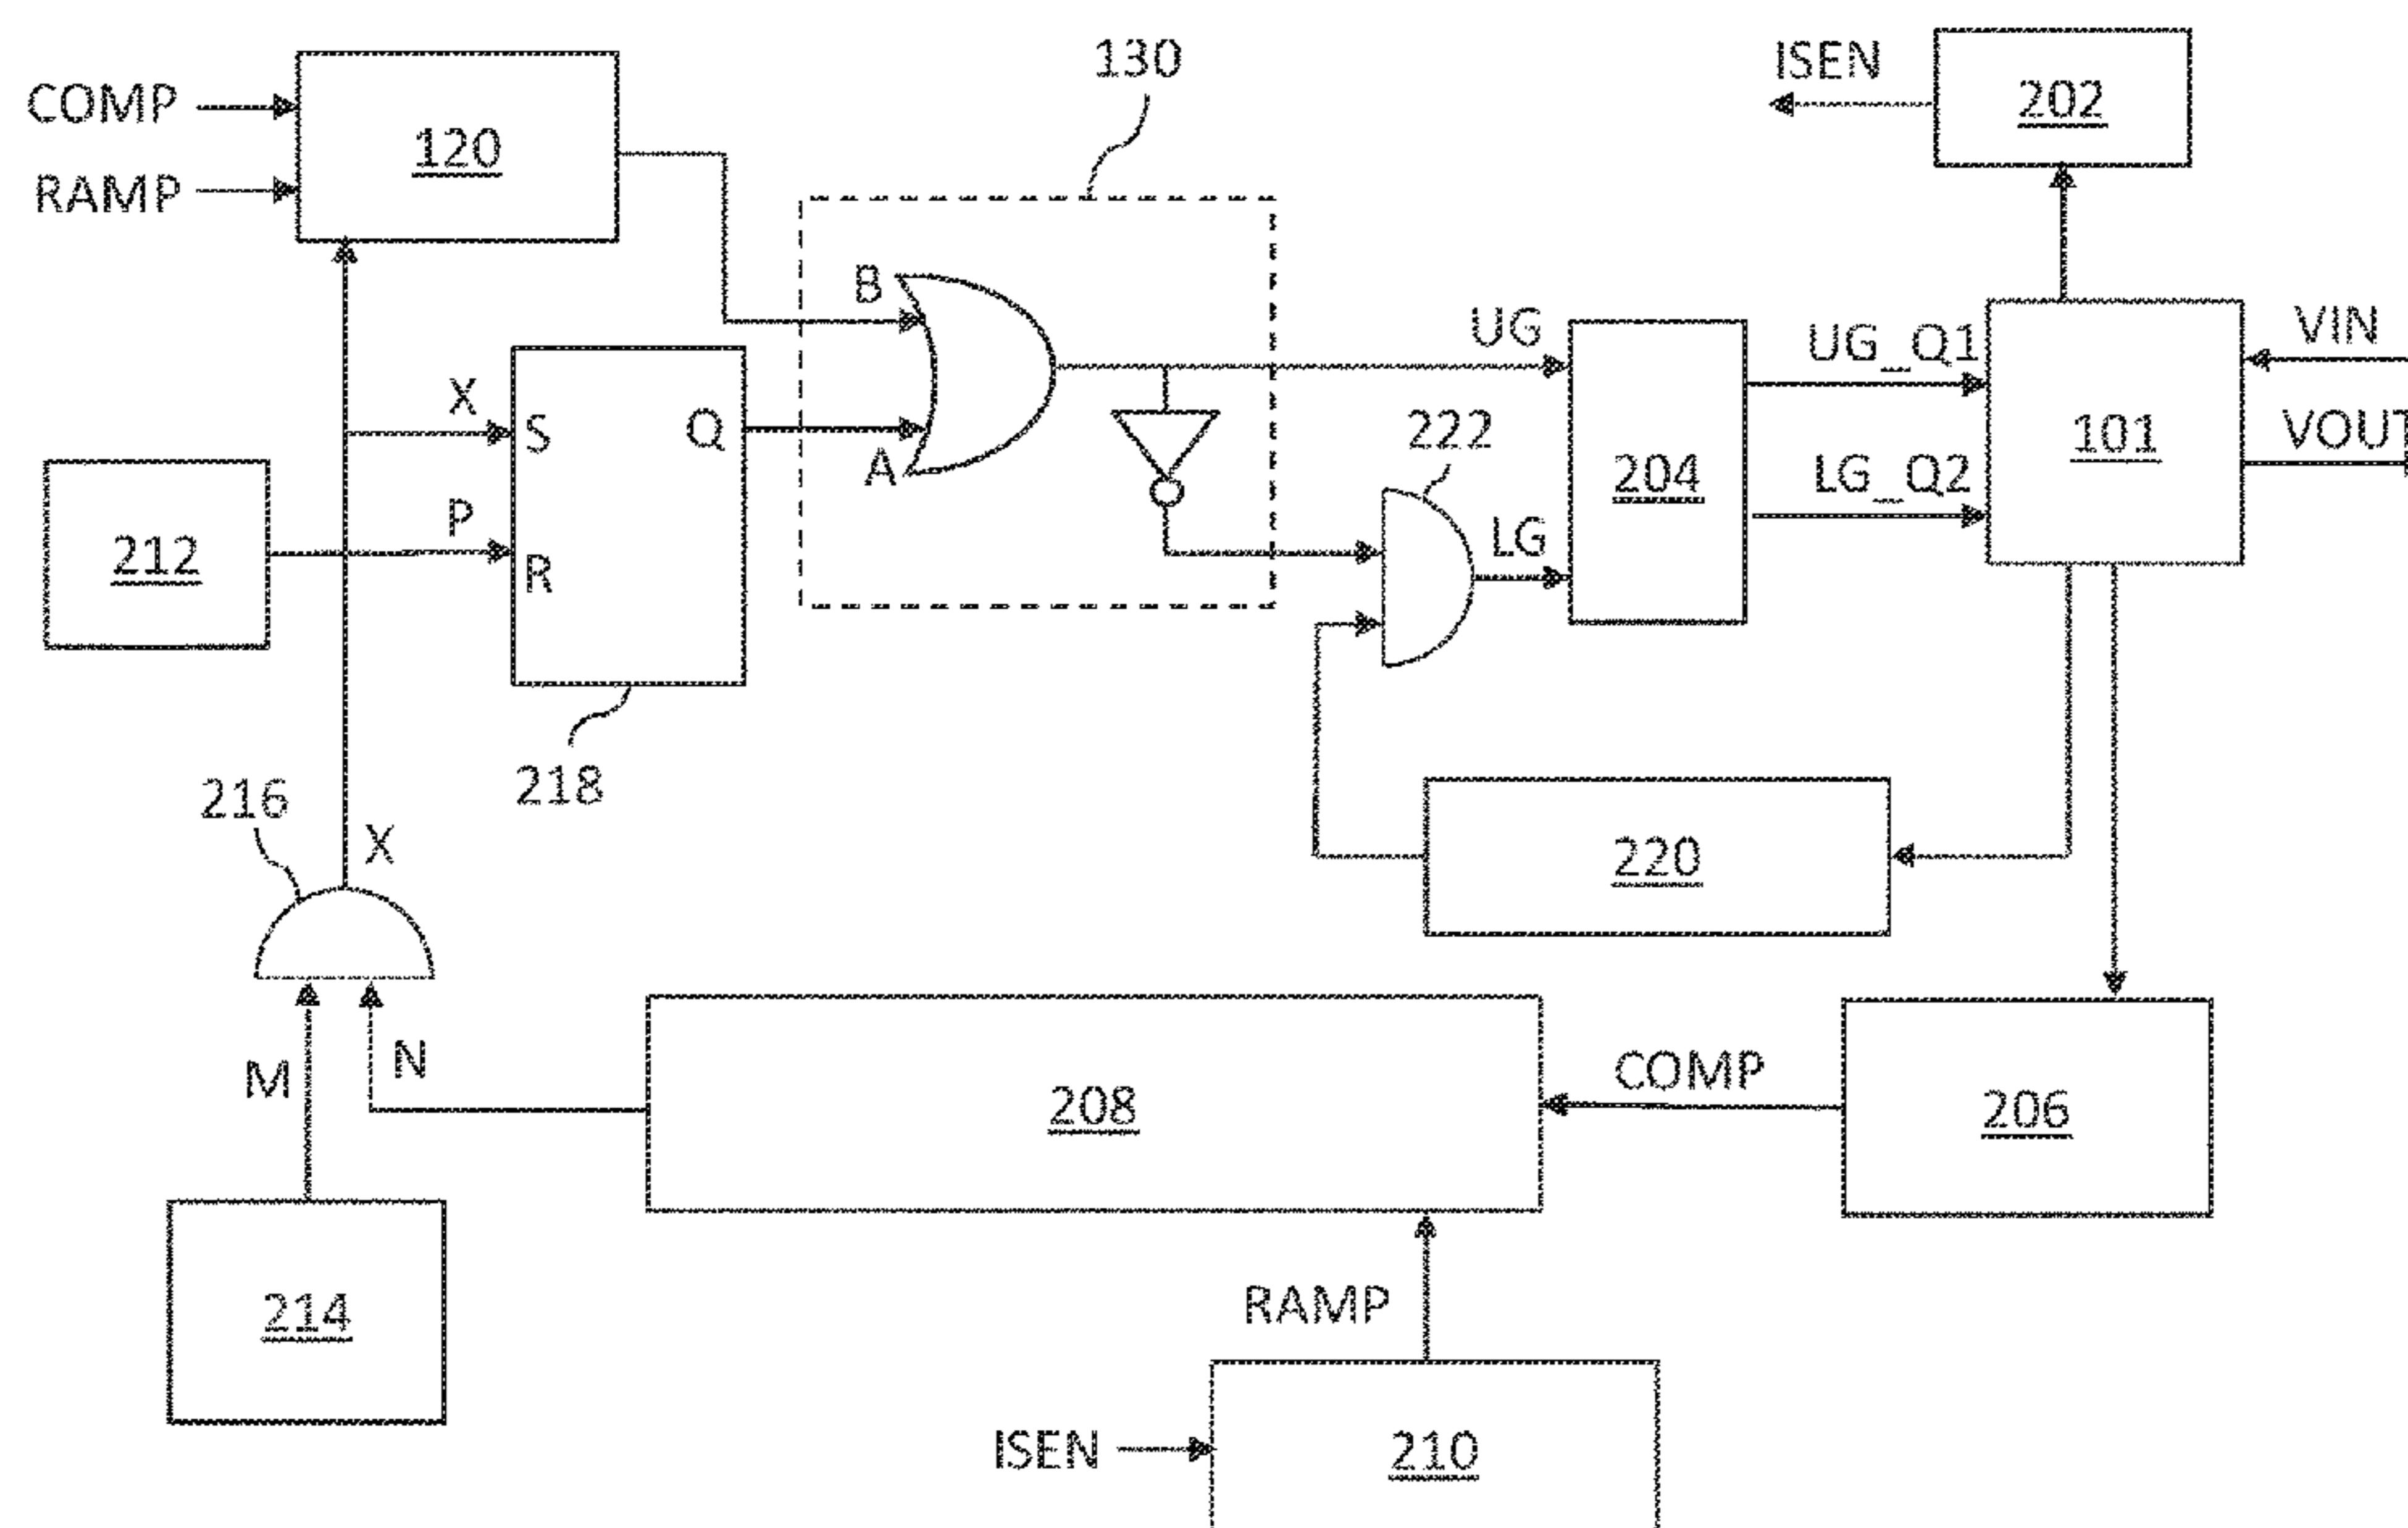 130
ISEN
202
COMP
120
RAMP
B
UG
UG_Q1
VIN
X
S
Q
A
222
204
101
VOUT
LG_Q2
212
P
R
LG
218
216
X
220
M
N
208
COMP
206
214
RAMP
ISEN
210